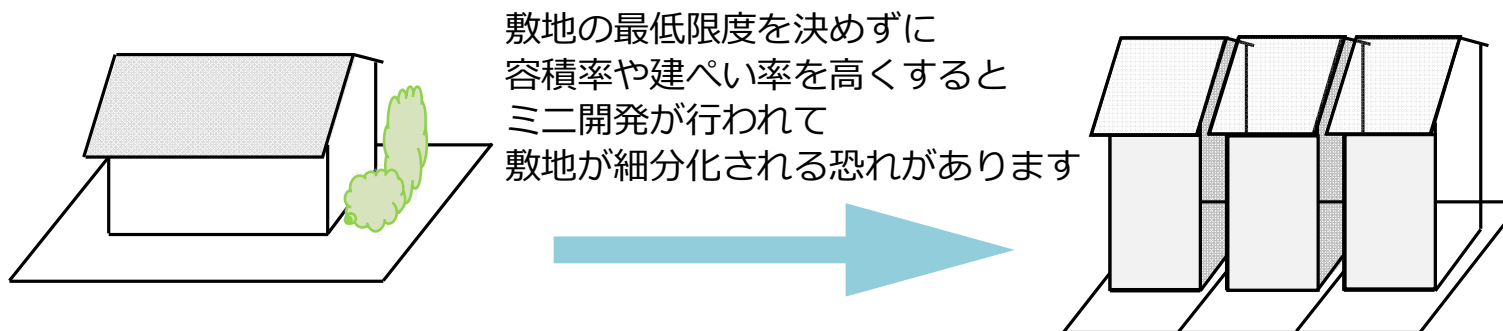 敷地の最低限度を決めずに
容積率や建ぺい率を高くすると
ミニ開発が行われて
敷地が細分化される恐れがあります